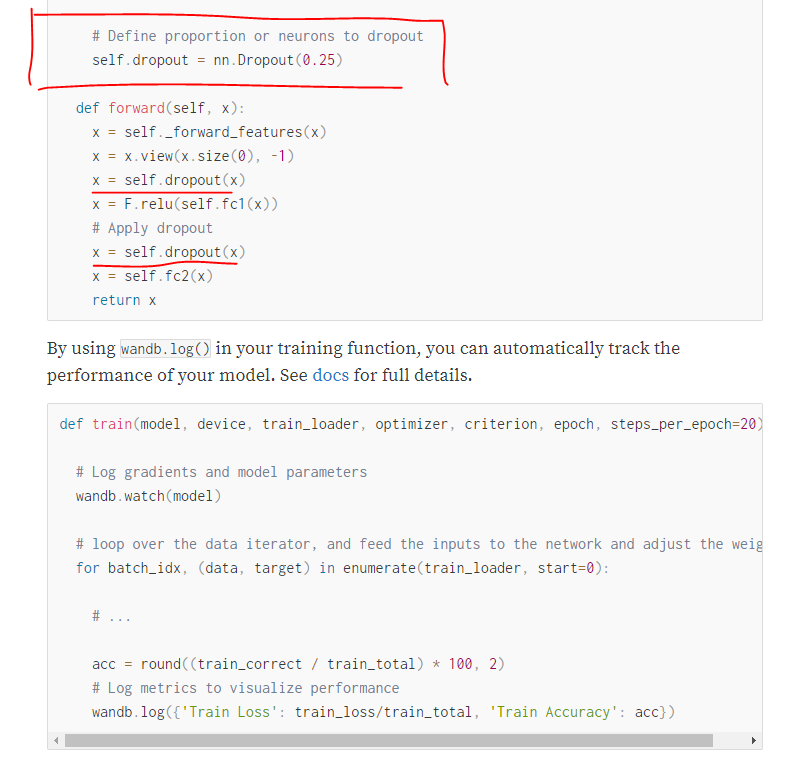 # Define proportion or neurons to dropout
self.dropout = nn.Dropout(0.25)
def forward(self, x):
x = self._forward_features(x)
x = x.view(x.size(0), -1)
x = self.dropout(x)
x = F.relu(self.fc1(x))
# Apply dropout
x = self.dropout(x)
x = self.fc2(x)
return x
By using wandb.log() in your training function, you can automatically track the
performance of your model. See docs for full details.
def train(model, device, train_loader, optimizer, criterion, epoch, steps_per_epoch=20)
# Log gradients and model parameters
wandb.watch(model)
# loop over the data iterator, and feed the inputs to the network and adjust the weig
for batch_idx, (data, target) in enumerate(train_loader, start=0):
# ...
acc = round((train_correct / train_total) * 100, 2)
# Log metrics to visualize performance
wandb.log({'Train Loss': train_loss/train_total, 'Train Accuracy': acc})